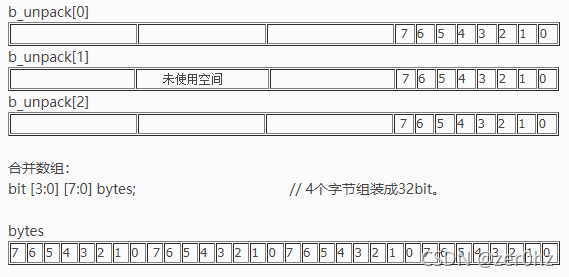 b_unpack[0]
7 6 5 4 3 2 1 0
b_unpack[1]
未使用空间 7 6 5 4 3 2 1 0
b_unpack[2]
7 6 5 4 3 2 1 0
合并数组：
bit [3:0] [7:0] bytes; // 4个字节组装成32bit。
bytes
7 6 5 4 3 2 1 0 7 6 5 4 3 2 1 0 7 6 5 4 3 2 1 0 7 6 5 4 3 2 1 0
CSDN @zer0hz